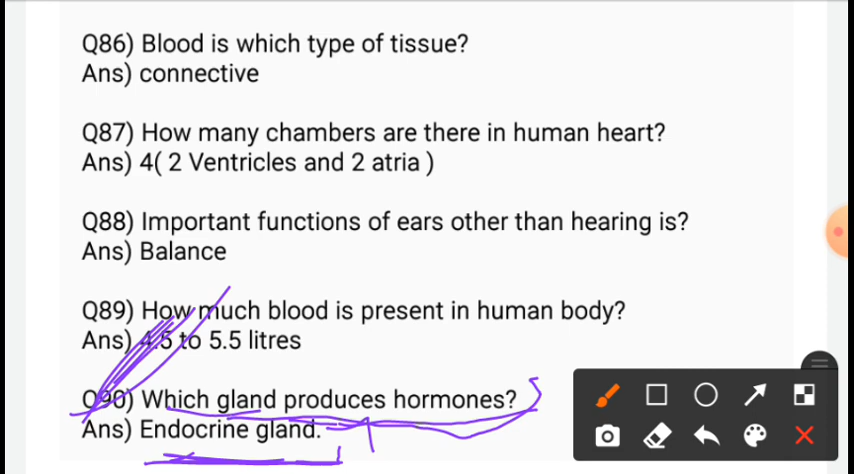 Q86) Blood is which type of tissue?
Ans) connective
Q87) How many chambers are there in human heart?
Ans) 4( 2 Ventricles and 2 atria )
Q88) Important functions of ears other than hearing is?
Ans) Balance
Q89) How much blood is present in human body?
Ans) 4.5 to 5.5 litres
Q90) Which gland produces hormones?
Ans) Endocrine gland.